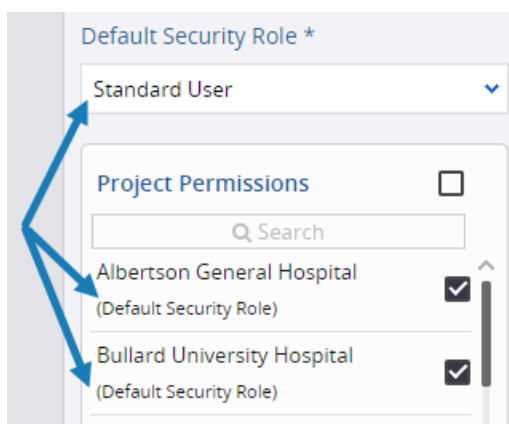 Default Security Role *
Standard User
Project Permissions
Search
Albertson General Hospital
(Default Security Role)
Bullard University Hospital
(Default Security Role)